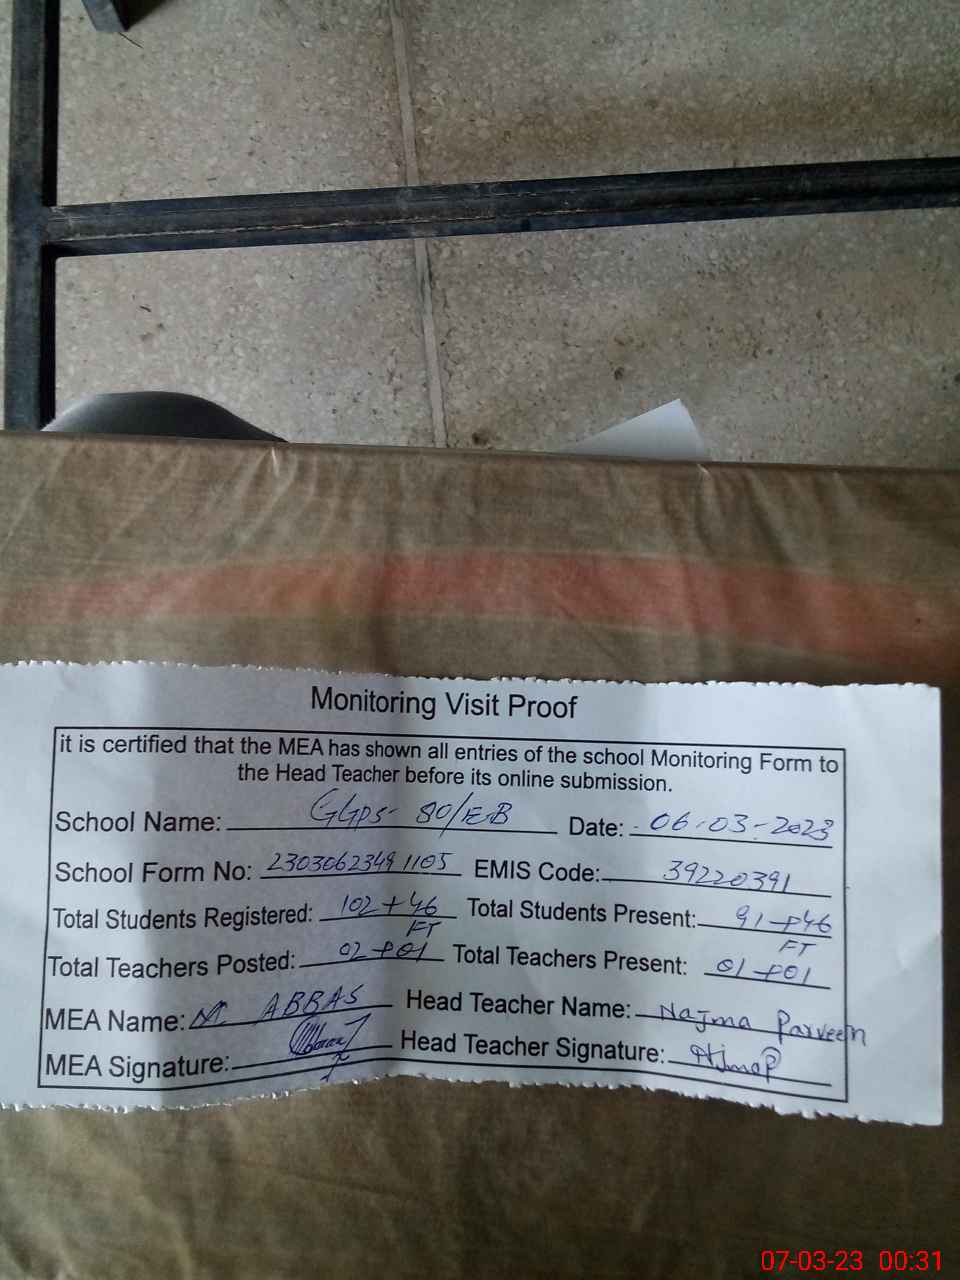 Monitoring Visit Proof
it is certified that the MEA has shown all entries of the school Monitoring Form to
the Head Teacher before its online submission.
School Name: GGPS- 80/EB Date: 06-03-2023
School Form No: 23030623491105 EMIS Code: 39220391
Total Students Registered: 102+46 Total Students Present: 91+46
FT FT
Total Teachers Posted: 02+01 Total Teachers Present: 01+01
MEA Name: M. ABBAS Head Teacher Name: Najma Parveen
MEA Signature: Head Teacher Signature:
07-03-23 00:31